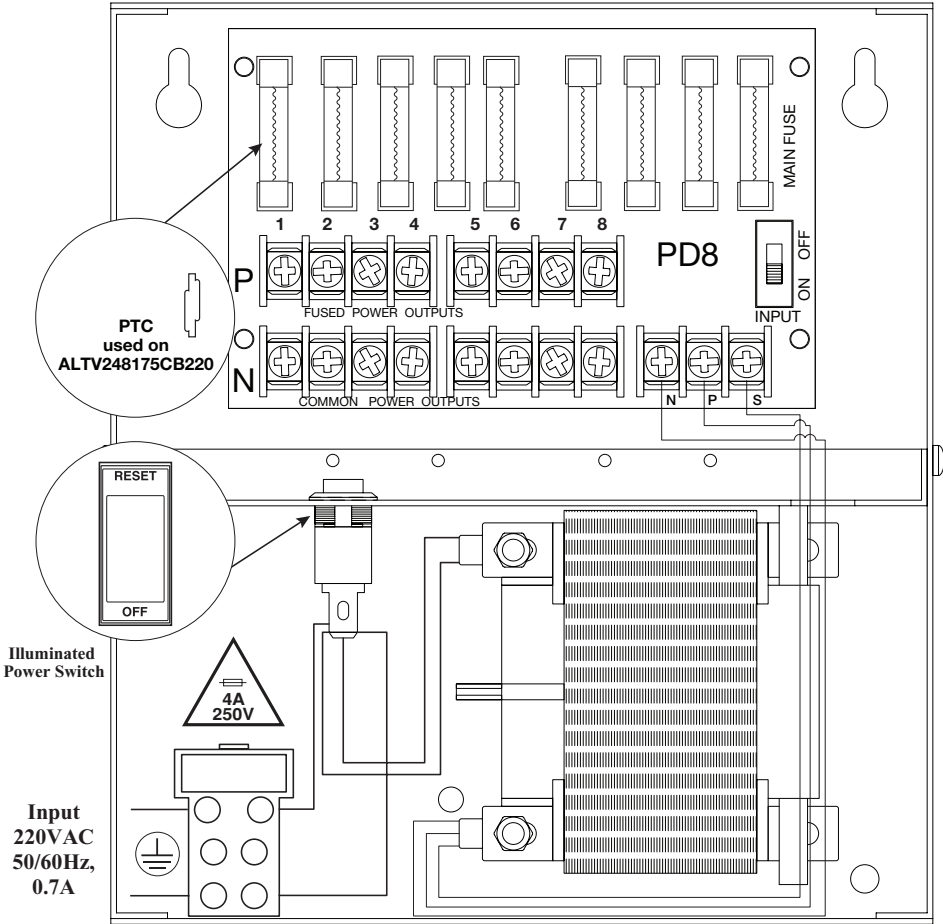 MAIN FUSE
1 2 3 4 5 6 7 8
P
PD8
ON OFF
FUSED POWER OUTPUTS
INPUT
PTC
used on
ALTV248175CB220
N
COMMON POWER OUTPUTS
N P S
RESET
OFF
Illuminated
Power Switch
4A
250V
Input
220VAC
50/60Hz,
0.7A